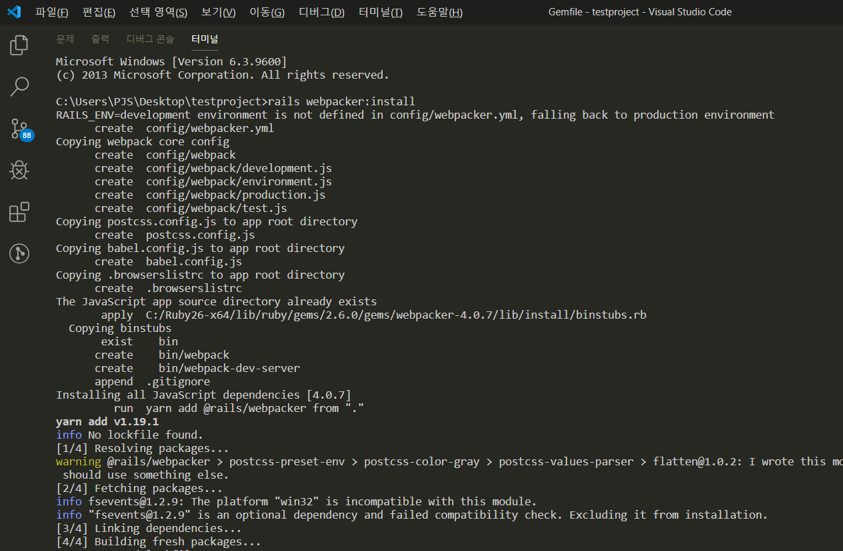 파일(F) 편집(E) 선택 영역(S) 보기(V) 이동(G) 디버그(D) 터미널(T) 도움말(H) Gemfile - testproject - Visual Studio Code
문제 출력 디버그 콘솔 터미널
Microsoft Windows [Version 6.3.9600]
(c) 2013 Microsoft Corporation. All rights reserved.
C:\Users\PJS\Desktop\testproject>rails webpacker:install
RAILS_ENV=development environment is not defined in config/webpacker.yml, falling back to production environment
create config/webpacker.yml
Copying webpack core config
create config/webpack
create config/webpack/development.js
create config/webpack/environment.js
create config/webpack/production.js
create config/webpack/test.js
Copying postcss.config.js to app root directory
create postcss.config.js
Copying babel.config.js to app root directory
create babel.config.js
Copying .browserslistrc to app root directory
create .browserslistrc
The JavaScript app source directory already exists
apply C:/Ruby26-x64/lib/ruby/gems/2.6.0/gems/webpacker-4.0.7/lib/install/binstubs.rb
Copying binstubs
exist bin
create bin/webpack
create bin/webpack-dev-server
append .gitignore
Installing all JavaScript dependencies [4.0.7]
run yarn add @rails/webpacker from "."
yarn add v1.19.1
info No lockfile found.
[1/4] Resolving packages...
warning @rails/webpacker > postcss-preset-env > postcss-color-gray > postcss-values-parser > flatten@1.0.2: I wrote this mo
should use something else.
[2/4] Fetching packages...
info fsevents@1.2.9: The platform "win32" is incompatible with this module.
info "fsevents@1.2.9" is an optional dependency and failed compatibility check. Excluding it from installation.
[3/4] Linking dependencies...
[4/4] Building fresh packages...
88